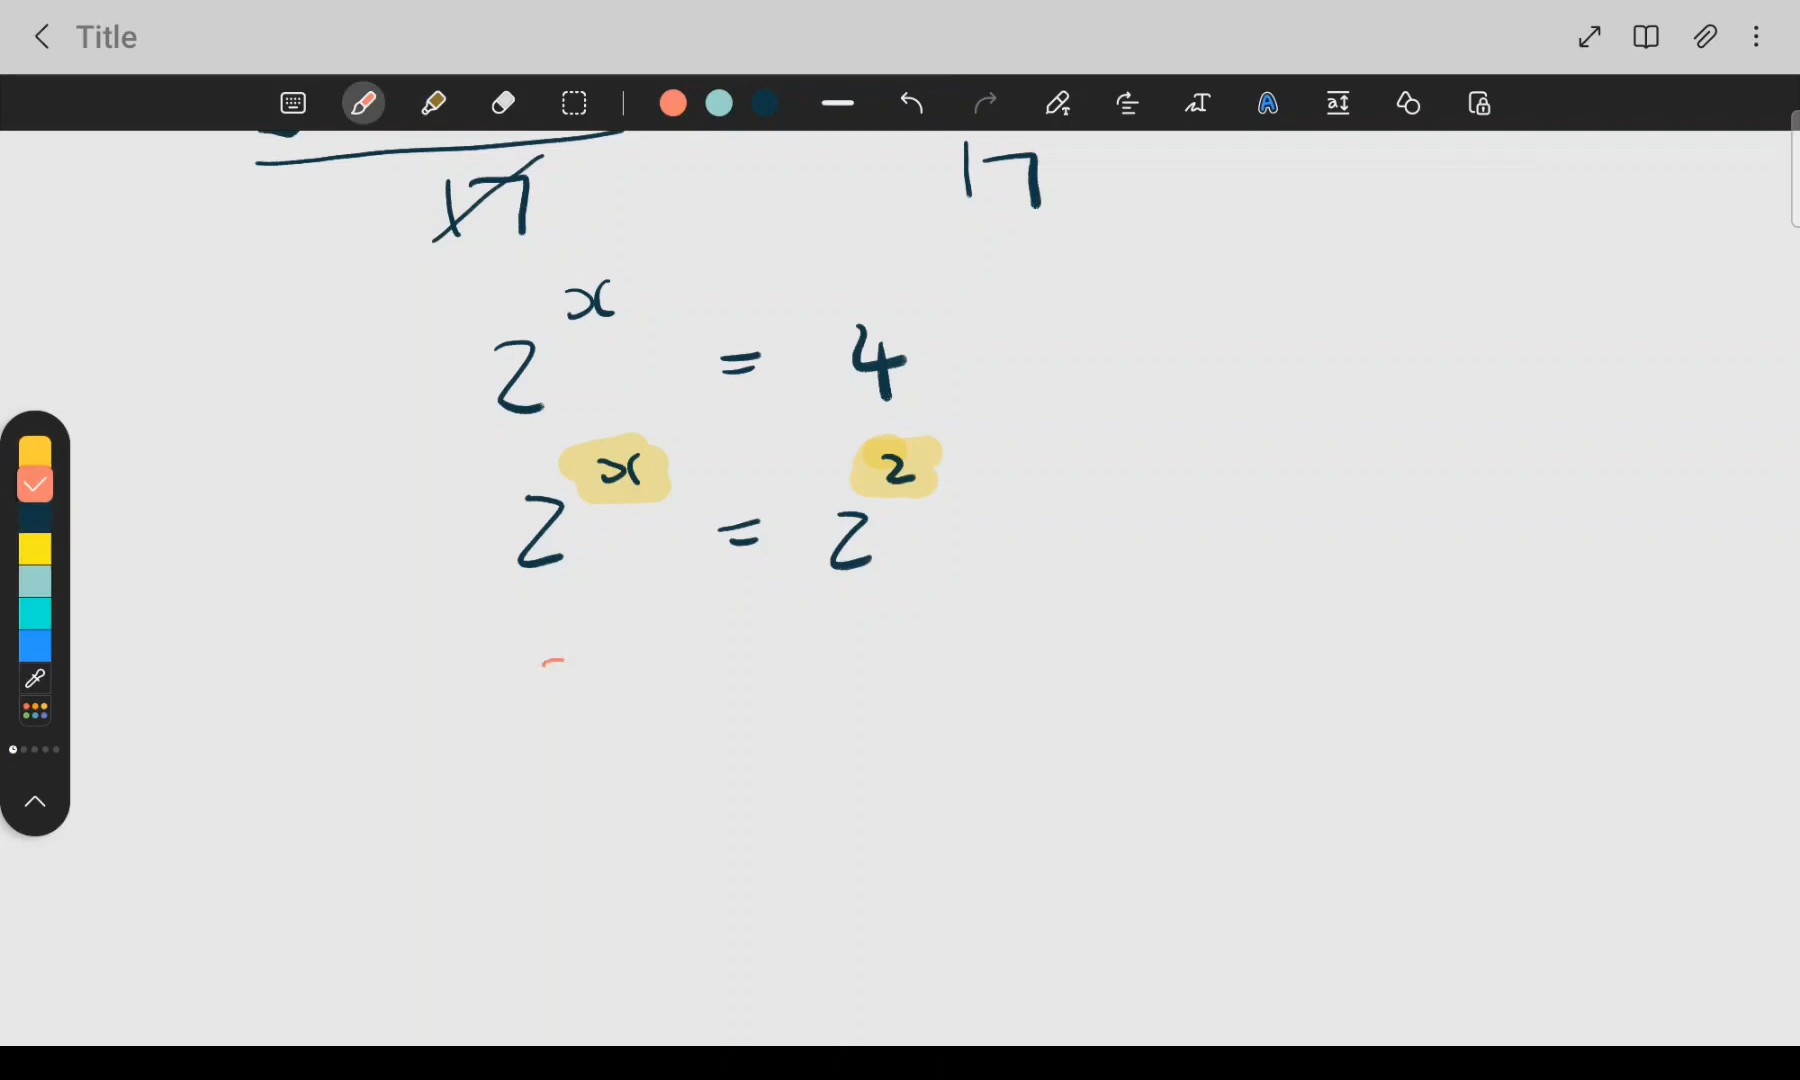 Title
17 17
2^x = 4
2^x = 2^2